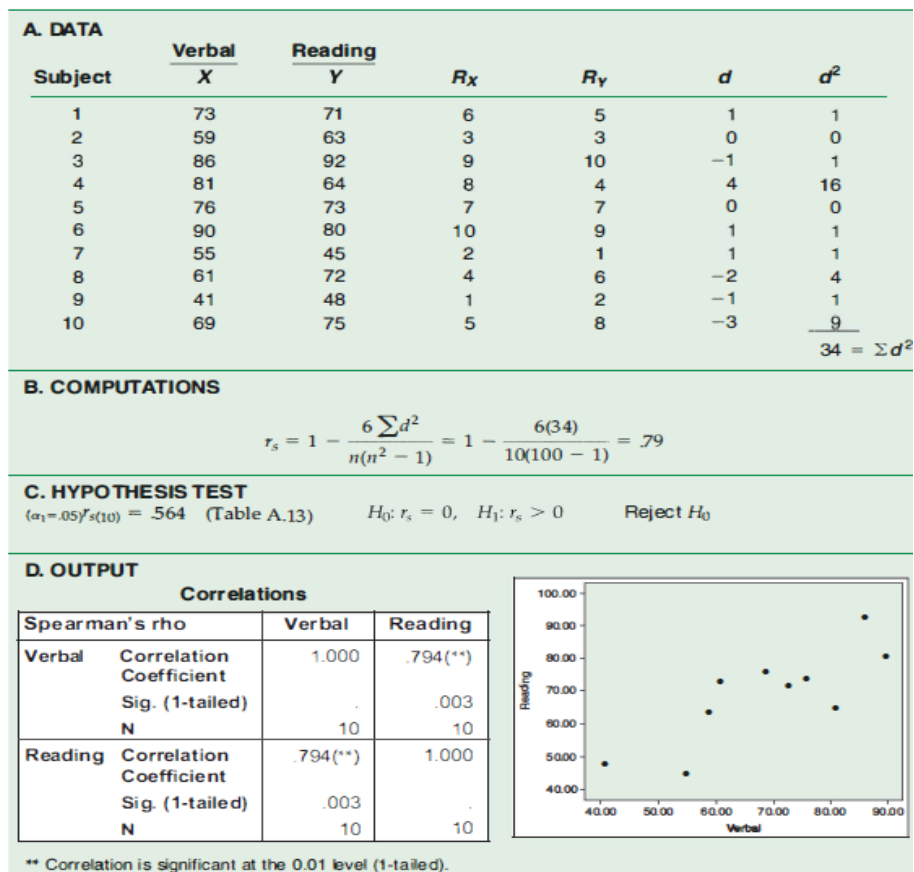 A. DATA
Verbal Reading
Subject X Y R_X R_Y d d²
1 73 71 6 5 1 1
2 59 63 3 3 0 0
3 86 92 9 10 −1 1
4 81 64 8 4 4 16
5 76 73 7 7 0 0
6 90 80 10 9 1 1
7 55 45 2 1 1 1
8 61 72 4 6 −2 4
9 41 48 1 2 −1 1
10 69 75 5 8 −3 9
34 = Σd²
B. COMPUTATIONS
r_s = 1 − 6 Σd² / n(n² − 1) = 1 − 6(34) / 10(100 − 1) = .79
C. HYPOTHESIS TEST
(α₁=.05)r_s(10) = .564 (Table A.13) H₀: r_s = 0, H₁: r_s > 0 Reject H₀
D. OUTPUT
Correlations
Spearman's rho Verbal Reading
Verbal Correlation Coefficient 1.000 .794(**)
Sig. (1-tailed) . .003
N 10 10
Reading Correlation Coefficient .794(**) 1.000
Sig. (1-tailed) .003 .
N 10 10
** Correlation is significant at the 0.01 level (1-tailed).
100.00
90.00
80.00
70.00
60.00
50.00
40.00
Reading
40.00 50.00 60.00 70.00 80.00 90.00
Verbal